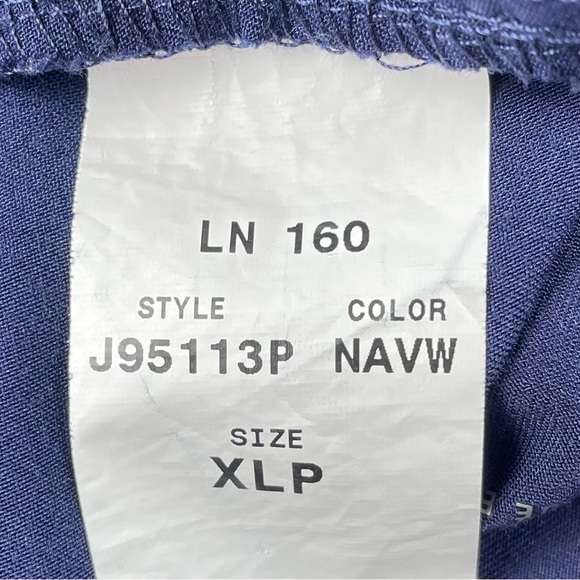 LN 160
STYLE COLOR
J95113P NAVW
SIZE
XLP